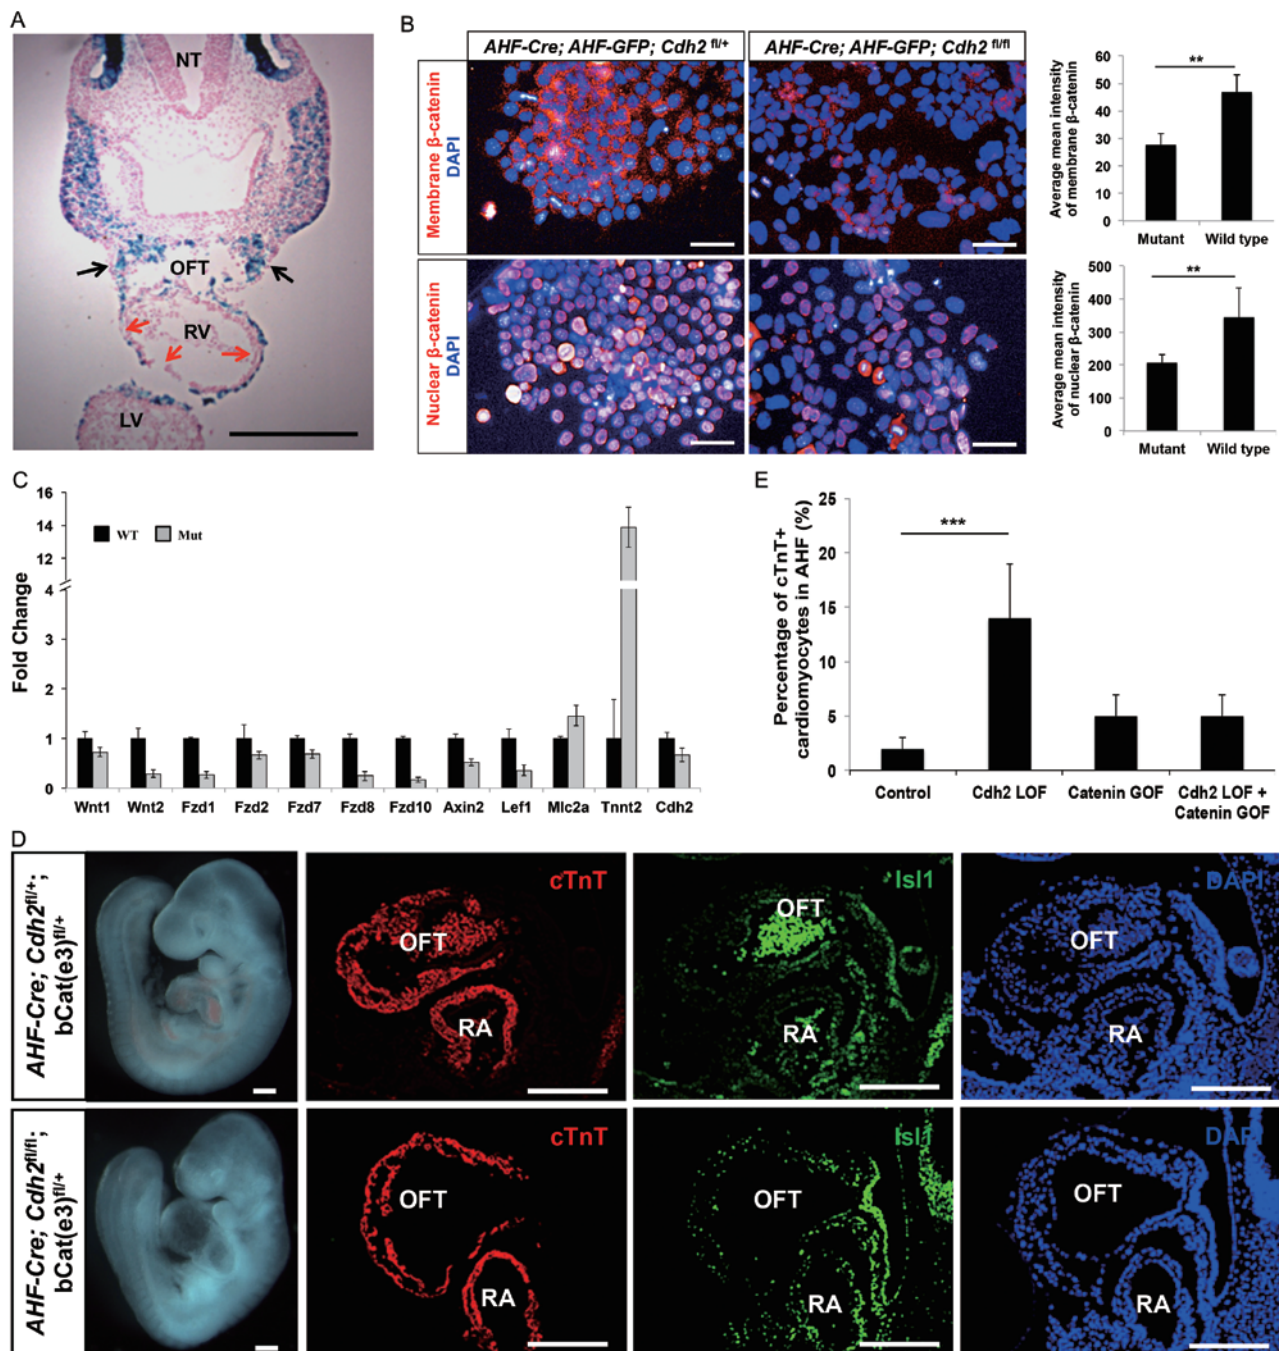 A
NT
OFT
RV
LV
B
AHF-Cre; AHF-GFP; Cdh2 fl/+
AHF-Cre; AHF-GFP; Cdh2 fl/fl
Membrane β-catenin
DAPI
Nuclear β-catenin
DAPI
Average mean intensity
of membrane β-catenin
60
50
40
30
20
10
0
**
Mutant
Wild type
Average mean intensity
of nuclear β-catenin
500
400
300
200
100
0
**
Mutant
Wild type
C
Fold Change
16
14
12
4
3
2
1
0
WT
Mut
Wnt1
Wnt2
Fzd1
Fzd2
Fzd7
Fzd8
Fzd10
Axin2
Lef1
Mlc2a
Tnnt2
Cdh2
E
Percentage of cTnT+
cardiomyocytes in AHF (%)
25
20
15
10
5
0
***
Control
Cdh2 LOF
Catenin GOF
Cdh2 LOF +
Catenin GOF
D
AHF-Cre; Cdh2fl/+;
bCat(e3)fl/+
cTnT
OFT
RA
Isl1
OFT
RA
DAPI
OFT
RA
AHF-Cre; Cdh2fl/fl;
bCat(e3)fl/+
cTnT
OFT
RA
Isl1
OFT
RA
DAPI
OFT
RA